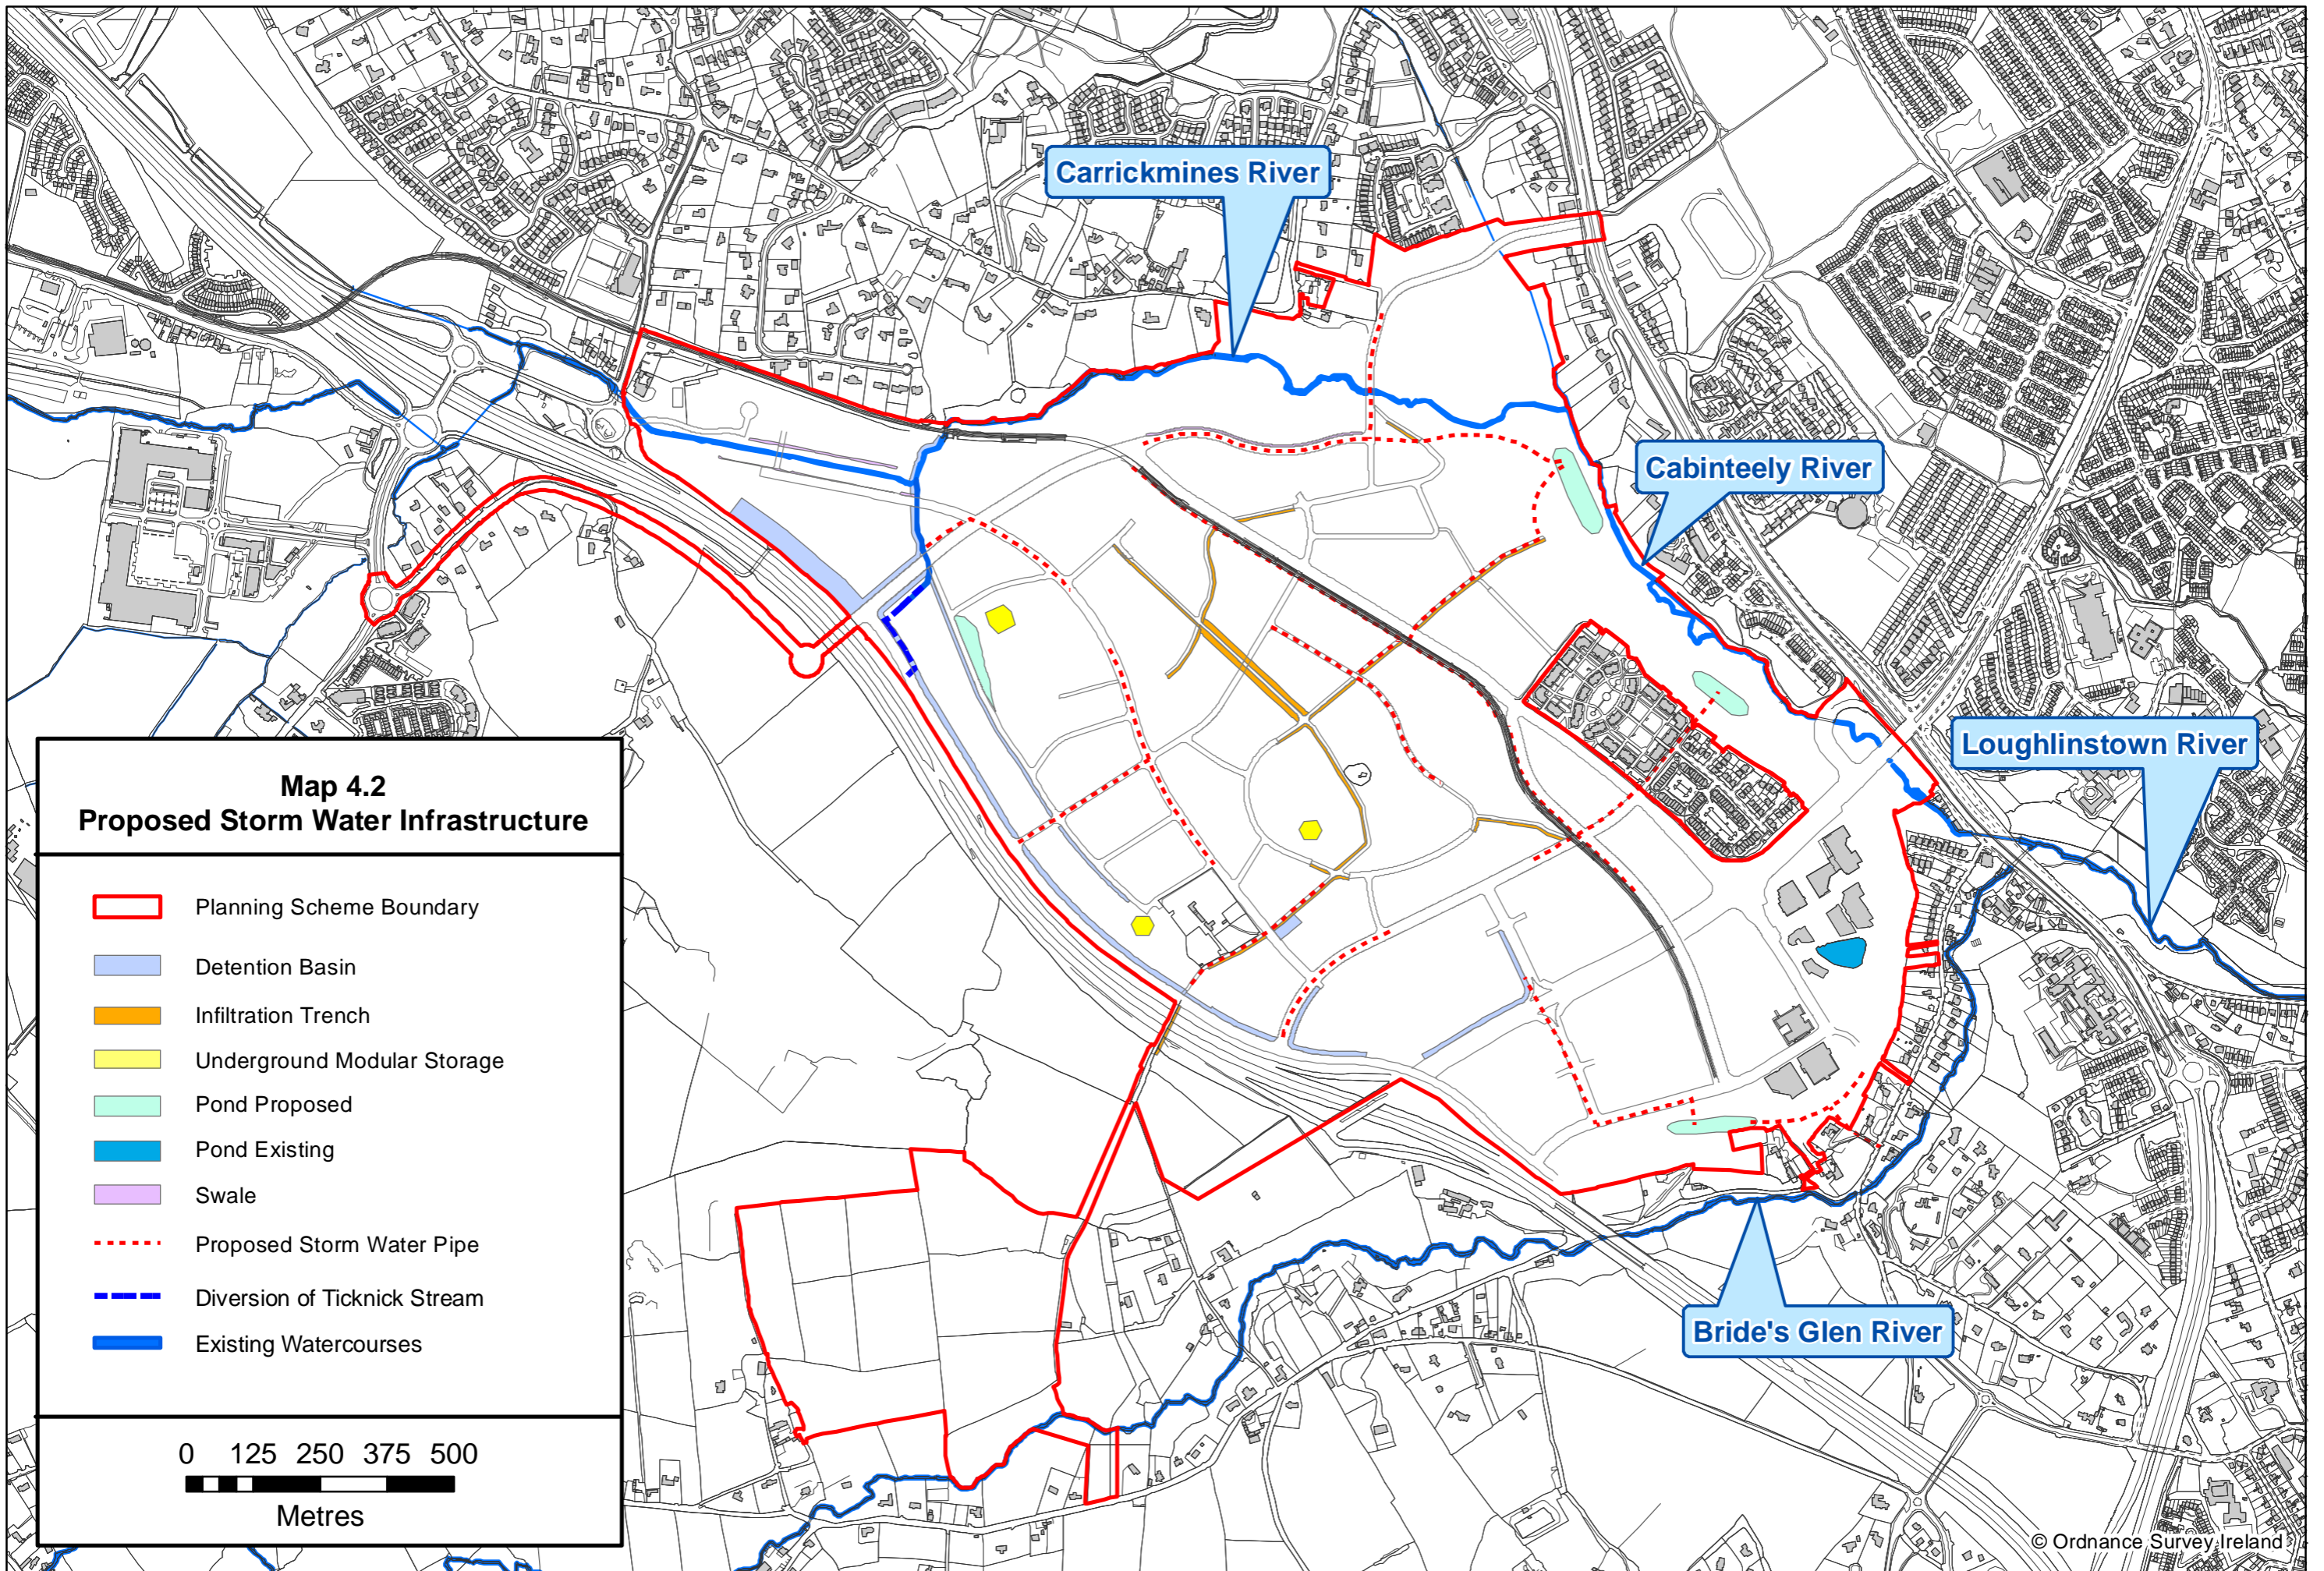 Carrickmines River
Cabinteely River
Loughlinstown River
Map 4.2
Proposed Storm Water Infrastructure
Planning Scheme Boundary
Detention Basin
Infiltration Trench
Underground Modular Storage
Pond Proposed
Pond Existing
Swale
Proposed Storm Water Pipe
Diversion of Ticknick Stream
Existing Watercourses
Bride's Glen River
0 125 250 375 500
Metres
© Ordnance Survey Ireland